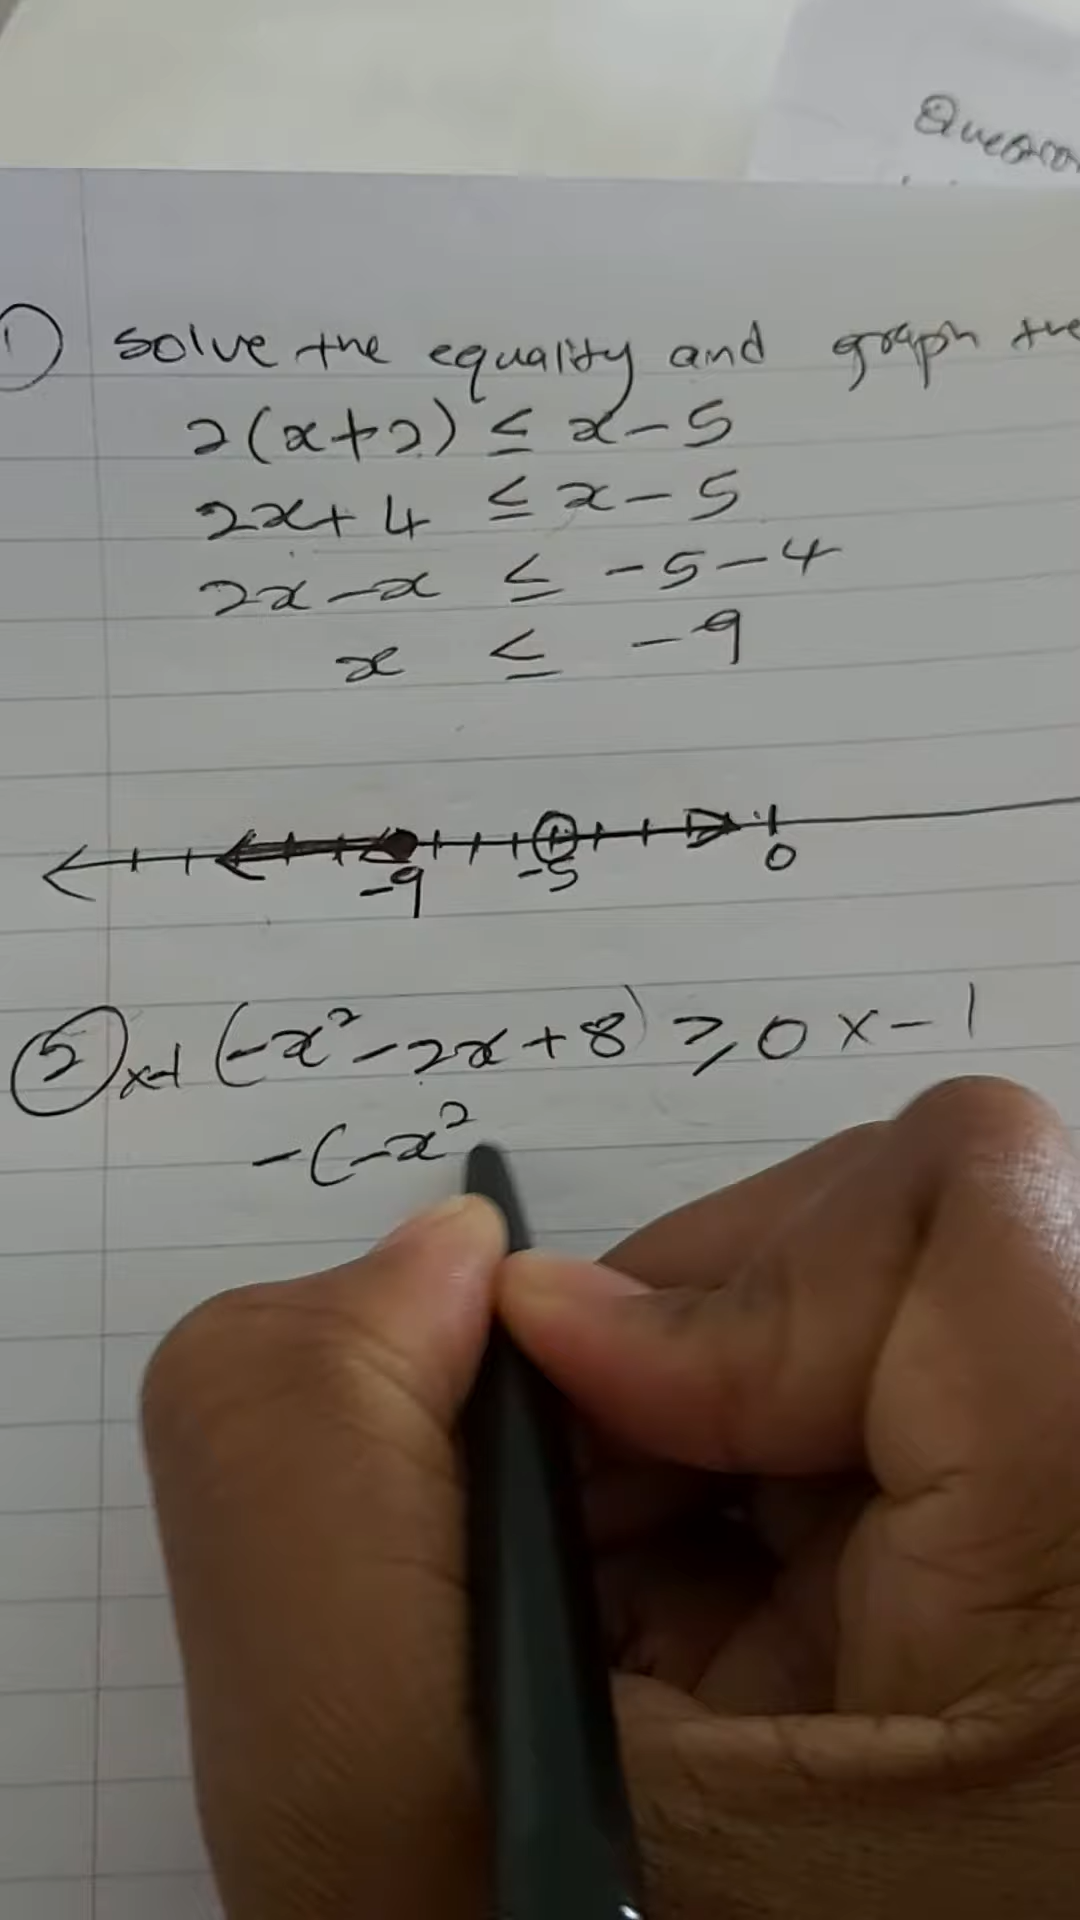 Question
① solve the equality and graph the
2(x+2) ≤ x-5
2x+4 ≤ x-5
2x-x ≤ -5-4
x ≤ -9
-9 -5 0
② x-1 (-x²-2x+8) ≥ 0 x -1
-(-x²